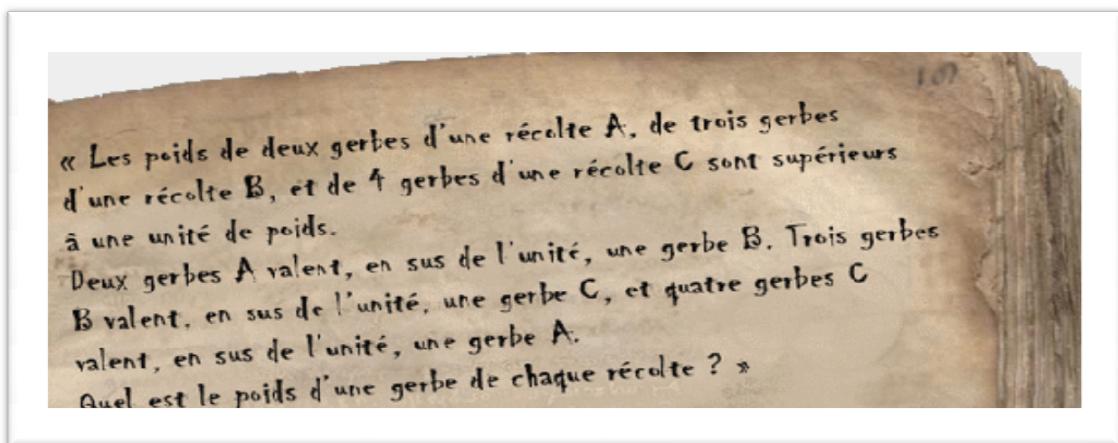 « Les poids de deux gerbes d'une récolte A, de trois gerbes
d'une récolte B, et de 4 gerbes d'une récolte C sont supérieurs
à une unité de poids.
Deux gerbes A valent, en sus de l'unité, une gerbe B. Trois gerbes
B valent, en sus de l'unité, une gerbe C, et quatre gerbes C
valent, en sus de l'unité, une gerbe A.
Quel est le poids d'une gerbe de chaque récolte ? »